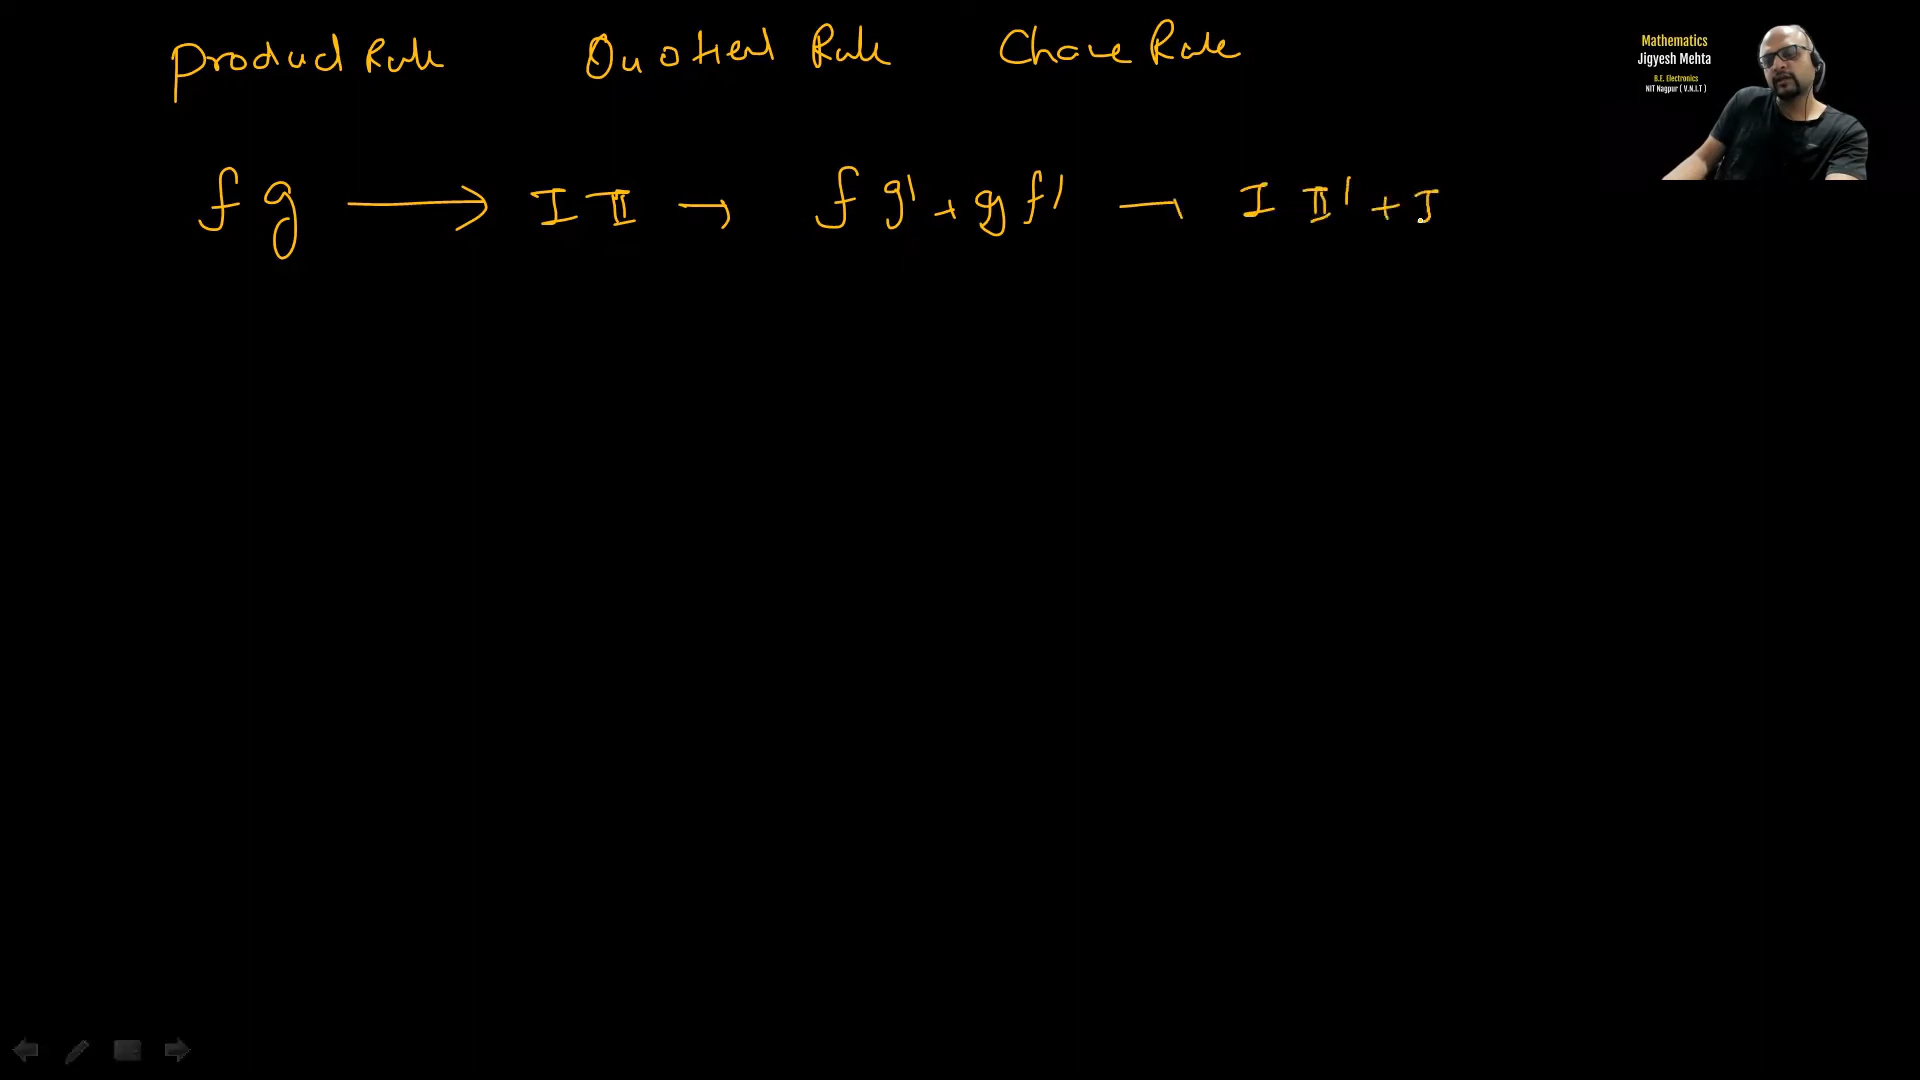 Product Rule Quotient Rule Chain Rule
Mathematics
Jigyesh Mehta
B.E. Electronics
NIT Nagpur ( V.N.I.T )
f g → I II → f g' + g f' → I II' + I